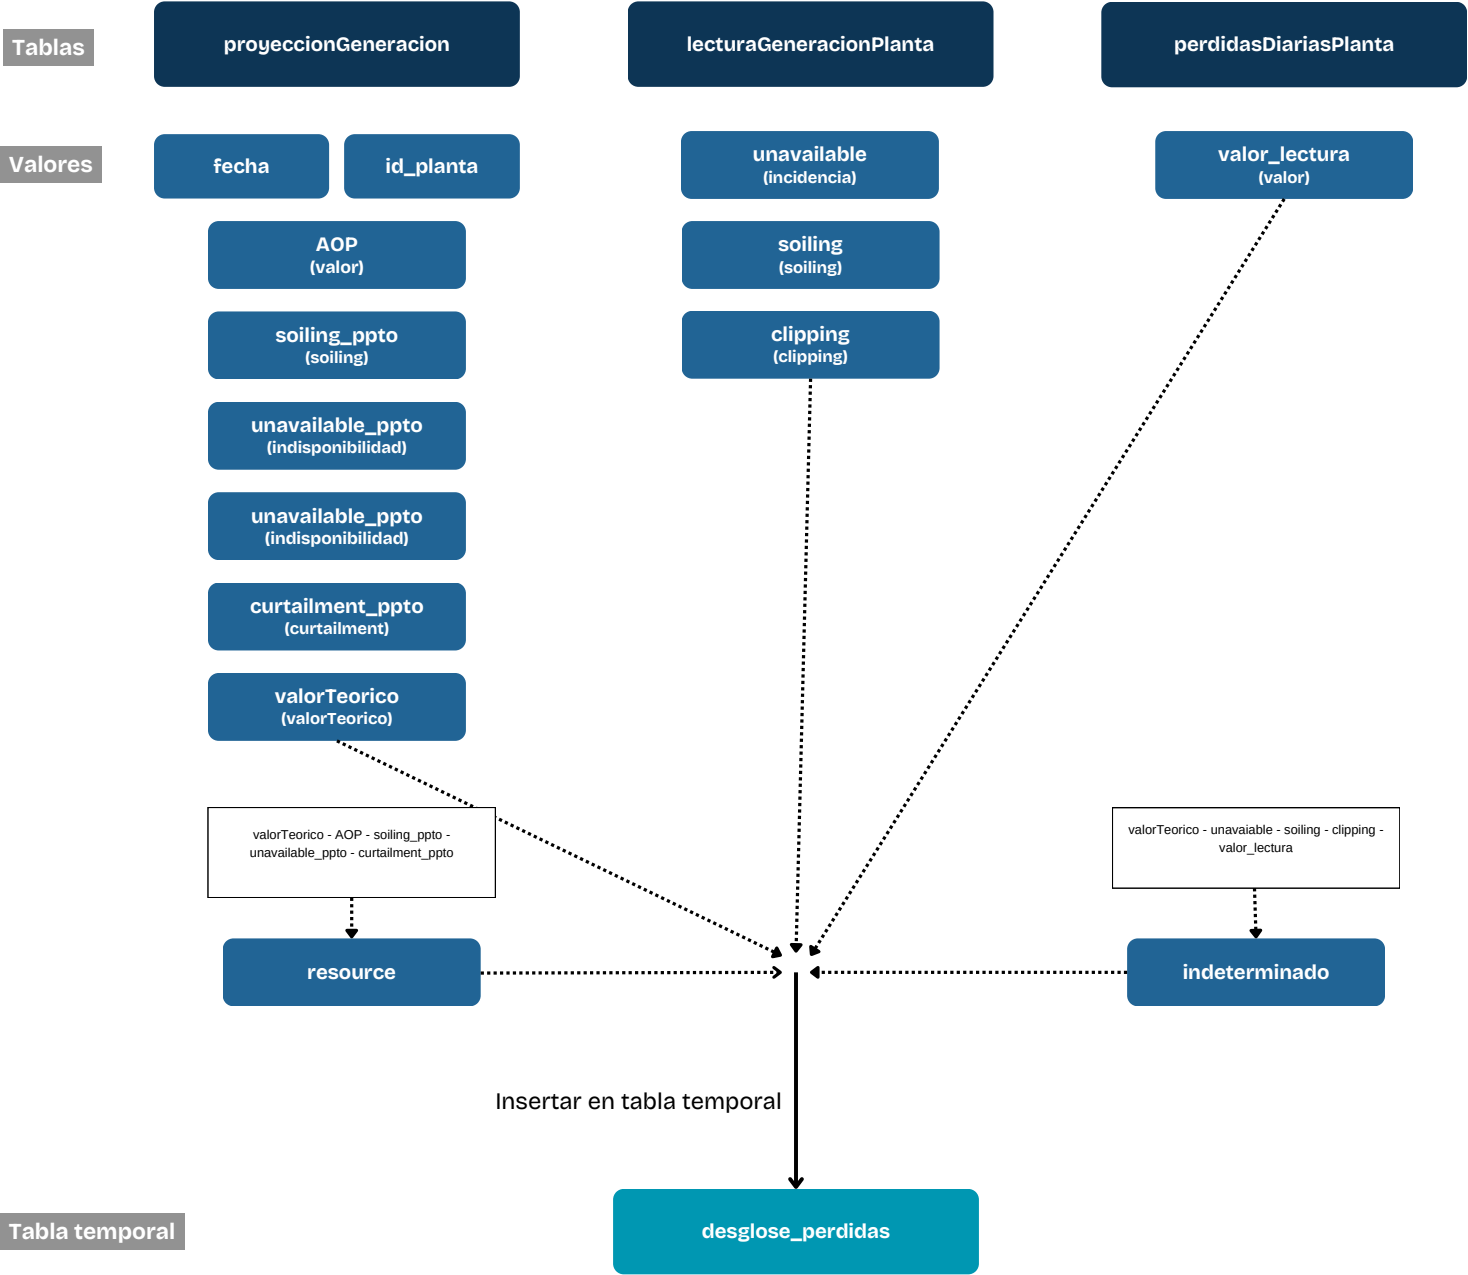 Tablas
proyeccionGeneracion
lecturaGeneracionPlanta
perdidasDiariasPlanta
Valores
fecha
id_planta
AOP
(valor)
soiling_ppto
(soiling)
unavailable_ppto
(indisponibilidad)
unavailable_ppto
(indisponibilidad)
curtailment_ppto
(curtailment)
valorTeorico
(valorTeorico)
unavailable
(incidencia)
soiling
(soiling)
clipping
(clipping)
valor_lectura
(valor)
valorTeorico - AOP - soiling_ppto -
unavailable_ppto - curtailment_ppto
valorTeorico - unavaiable - soiling - clipping -
valor_lectura
resource
indeterminado
Insertar en tabla temporal
Tabla temporal
desglose_perdidas